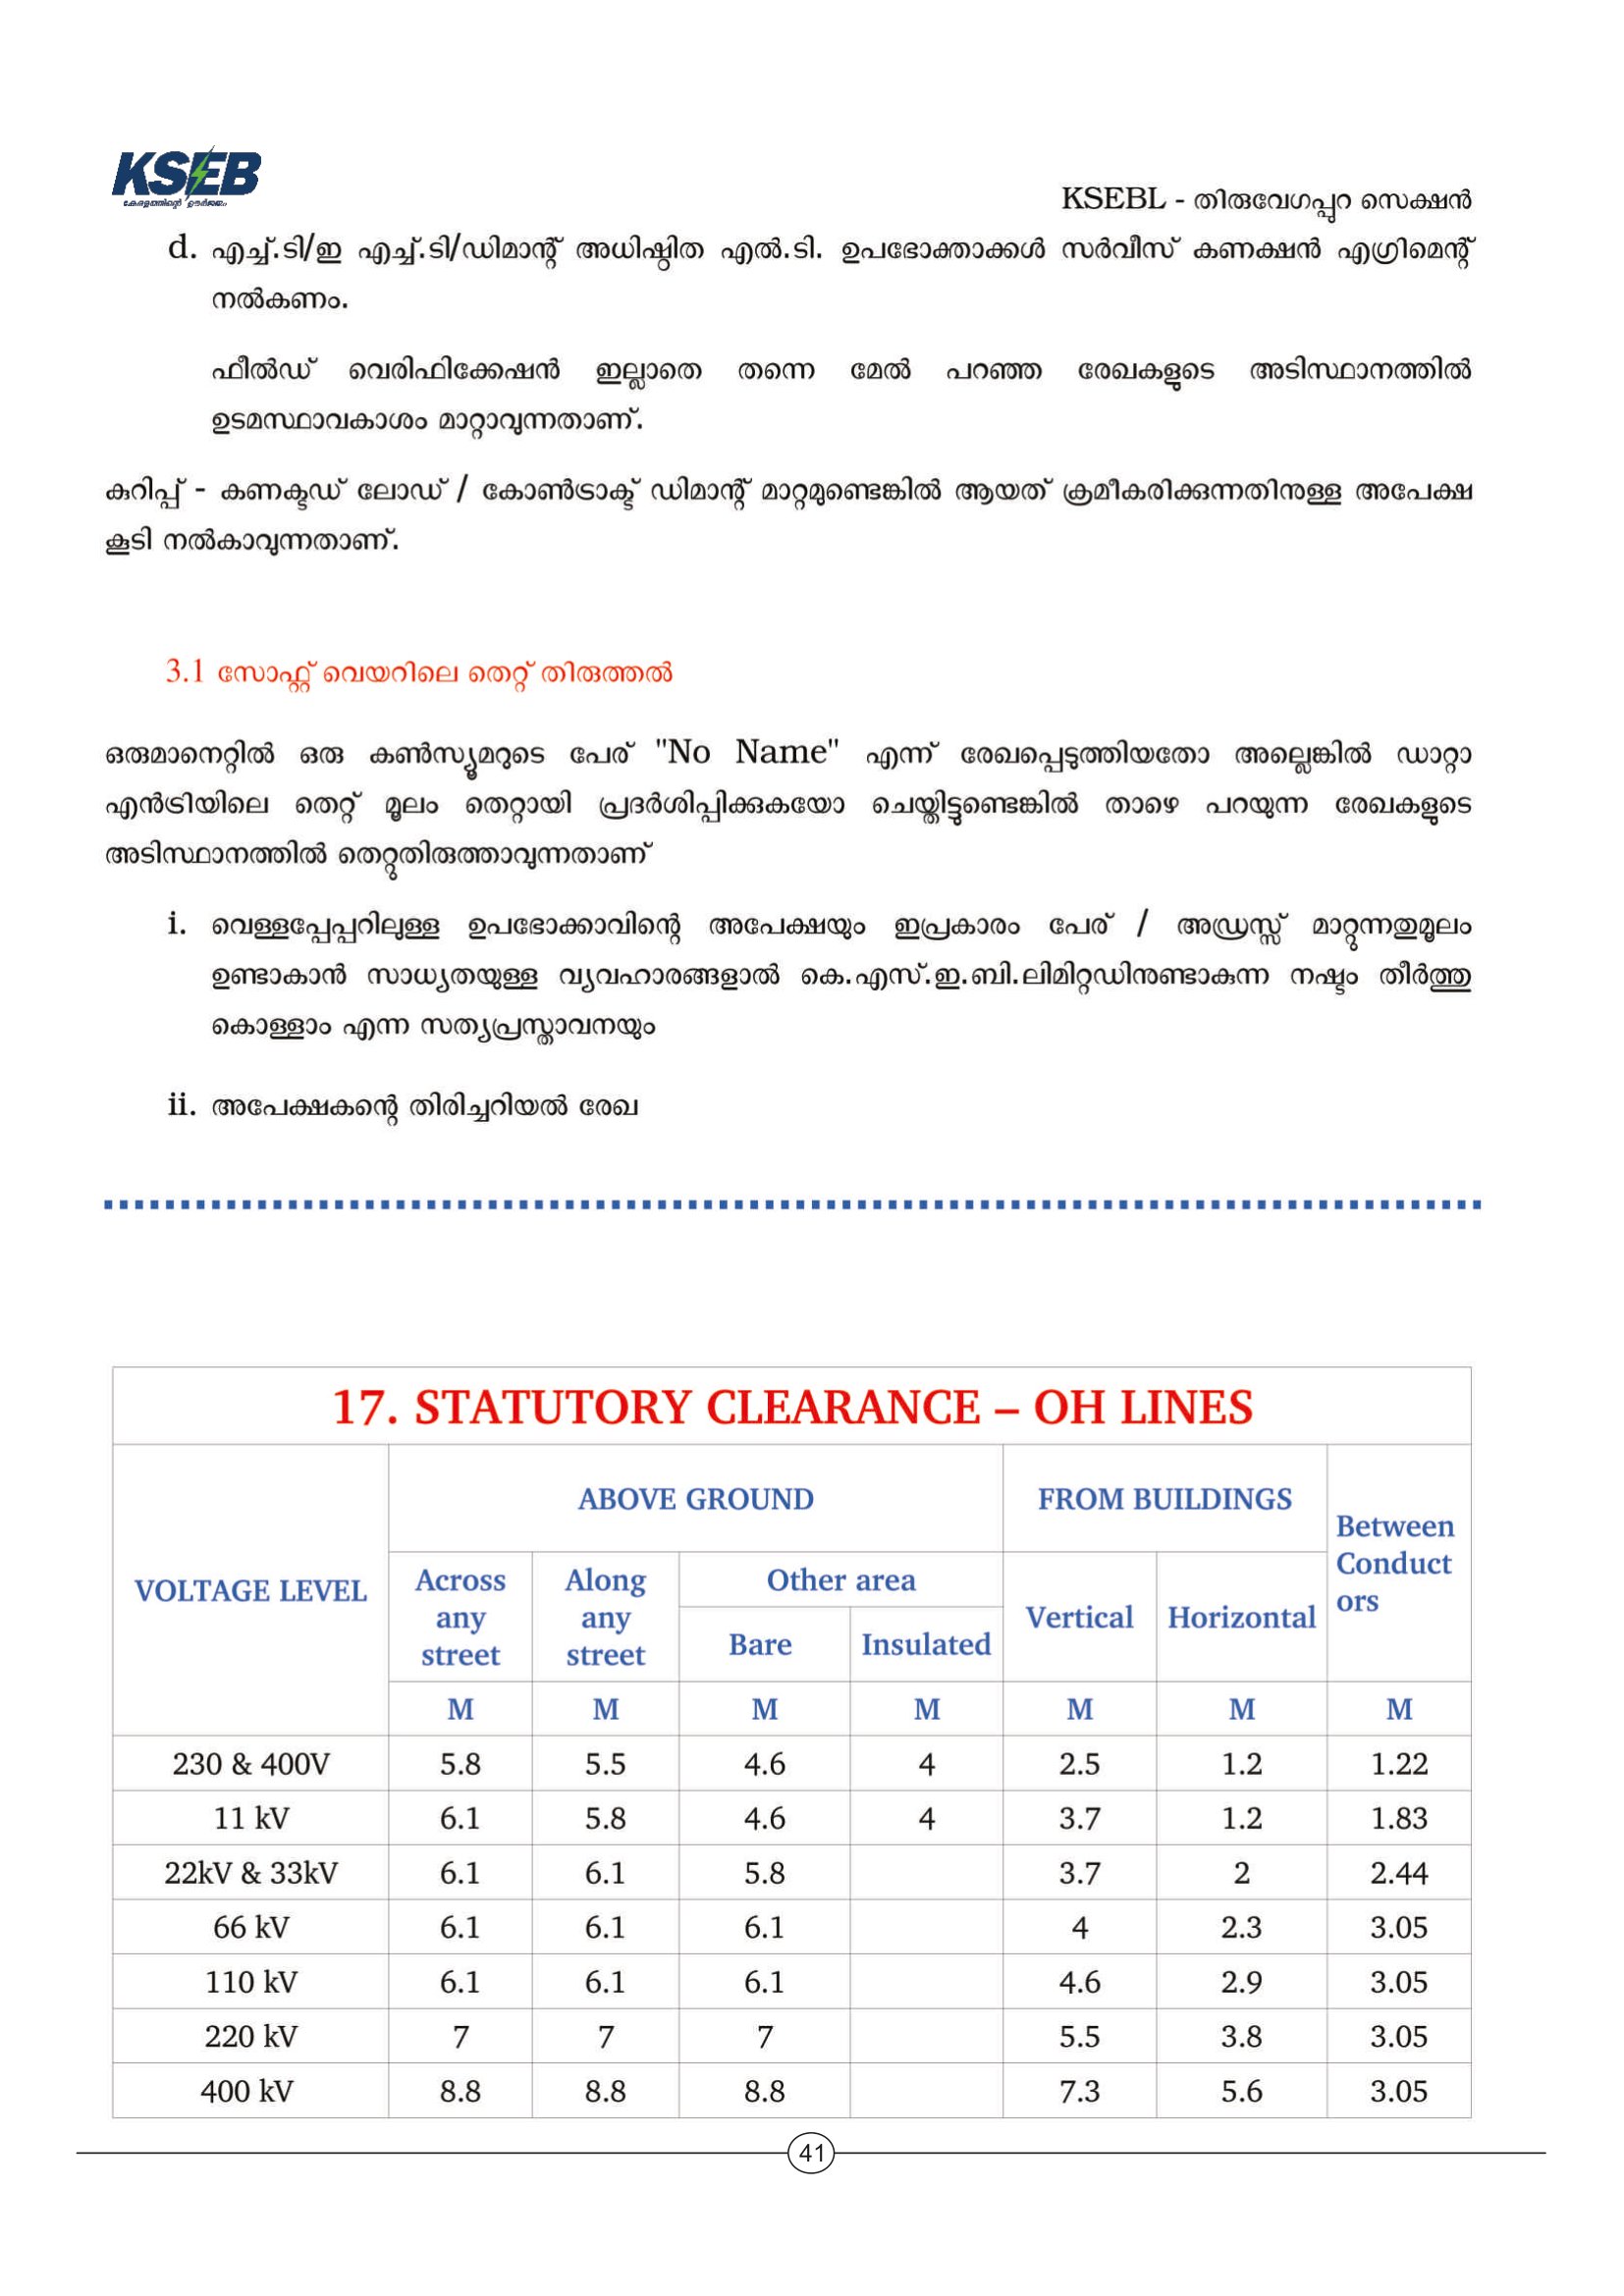 KSEB
കേരളത്തിന്റെ ഊർജ്ജം
KSEBL - തിരുവേഗപ്പുറ സെക്ഷൻ
d. എച്ച്.ടി/ഇ എച്ച്.ടി/ഡിമാന്റ് അധിഷ്ഠിത എൽ.ടി. ഉപഭോക്താക്കൾ സർവീസ് കണക്ഷൻ എഗ്രിമെന്റ്
നൽകണം.
ഫീൽഡ് വെരിഫിക്കേഷൻ ഇല്ലാതെ തന്നെ മേൽ പറഞ്ഞ രേഖകളുടെ അടിസ്ഥാനത്തിൽ
ഉടമസ്ഥാവകാശം മാറ്റാവുന്നതാണ്.
കുറിപ്പ് - കണക്ടഡ് ലോഡ് / കോൺട്രാക്ട് ഡിമാന്റ് മാറ്റമുണ്ടെങ്കിൽ ആയത് ക്രമീകരിക്കുന്നതിനുള്ള അപേക്ഷ
കൂടി നൽകാവുന്നതാണ്.
3.1 സോഫ്റ്റ് വെയറിലെ തെറ്റ് തിരുത്തൽ
ഒരുമാനെറ്റിൽ ഒരു കൺസ്യൂമറുടെ പേര് "No Name" എന്ന് രേഖപ്പെടുത്തിയതോ അല്ലെങ്കിൽ ഡാറ്റാ
എൻട്രിയിലെ തെറ്റ് മൂലം തെറ്റായി പ്രദർശിപ്പിക്കുകയോ ചെയ്തിട്ടുണ്ടെങ്കിൽ താഴെ പറയുന്ന രേഖകളുടെ
അടിസ്ഥാനത്തിൽ തെറ്റുതിരുത്താവുന്നതാണ്
i. വെള്ളപ്പേപ്പറിലുള്ള ഉപഭോക്കാവിന്റെ അപേക്ഷയും ഇപ്രകാരം പേര് / അഡ്രസ്സ് മാറ്റുന്നതുമൂലം
ഉണ്ടാകാൻ സാധ്യതയുള്ള വ്യവഹാരങ്ങളാൽ കെ.എസ്.ഇ.ബി.ലിമിറ്റഡിനുണ്ടാകുന്ന നഷ്ടം തീർത്തു
കൊള്ളാം എന്ന സത്യപ്രസ്താവനയും
ii. അപേക്ഷകന്റെ തിരിച്ചറിയൽ രേഖ
17. STATUTORY CLEARANCE – OH LINES
VOLTAGE LEVEL ABOVE GROUND FROM BUILDINGS Between
Conduct
ors
Across
any
street
Along
any
street
Other area
Bare Insulated
Vertical Horizontal
M M M M M M M
230 & 400V 5.8 5.5 4.6 4 2.5 1.2 1.22
11 kV 6.1 5.8 4.6 4 3.7 1.2 1.83
22kV & 33kV 6.1 6.1 5.8 3.7 2 2.44
66 kV 6.1 6.1 6.1 4 2.3 3.05
110 kV 6.1 6.1 6.1 4.6 2.9 3.05
220 kV 7 7 7 5.5 3.8 3.05
400 kV 8.8 8.8 8.8 7.3 5.6 3.05
41